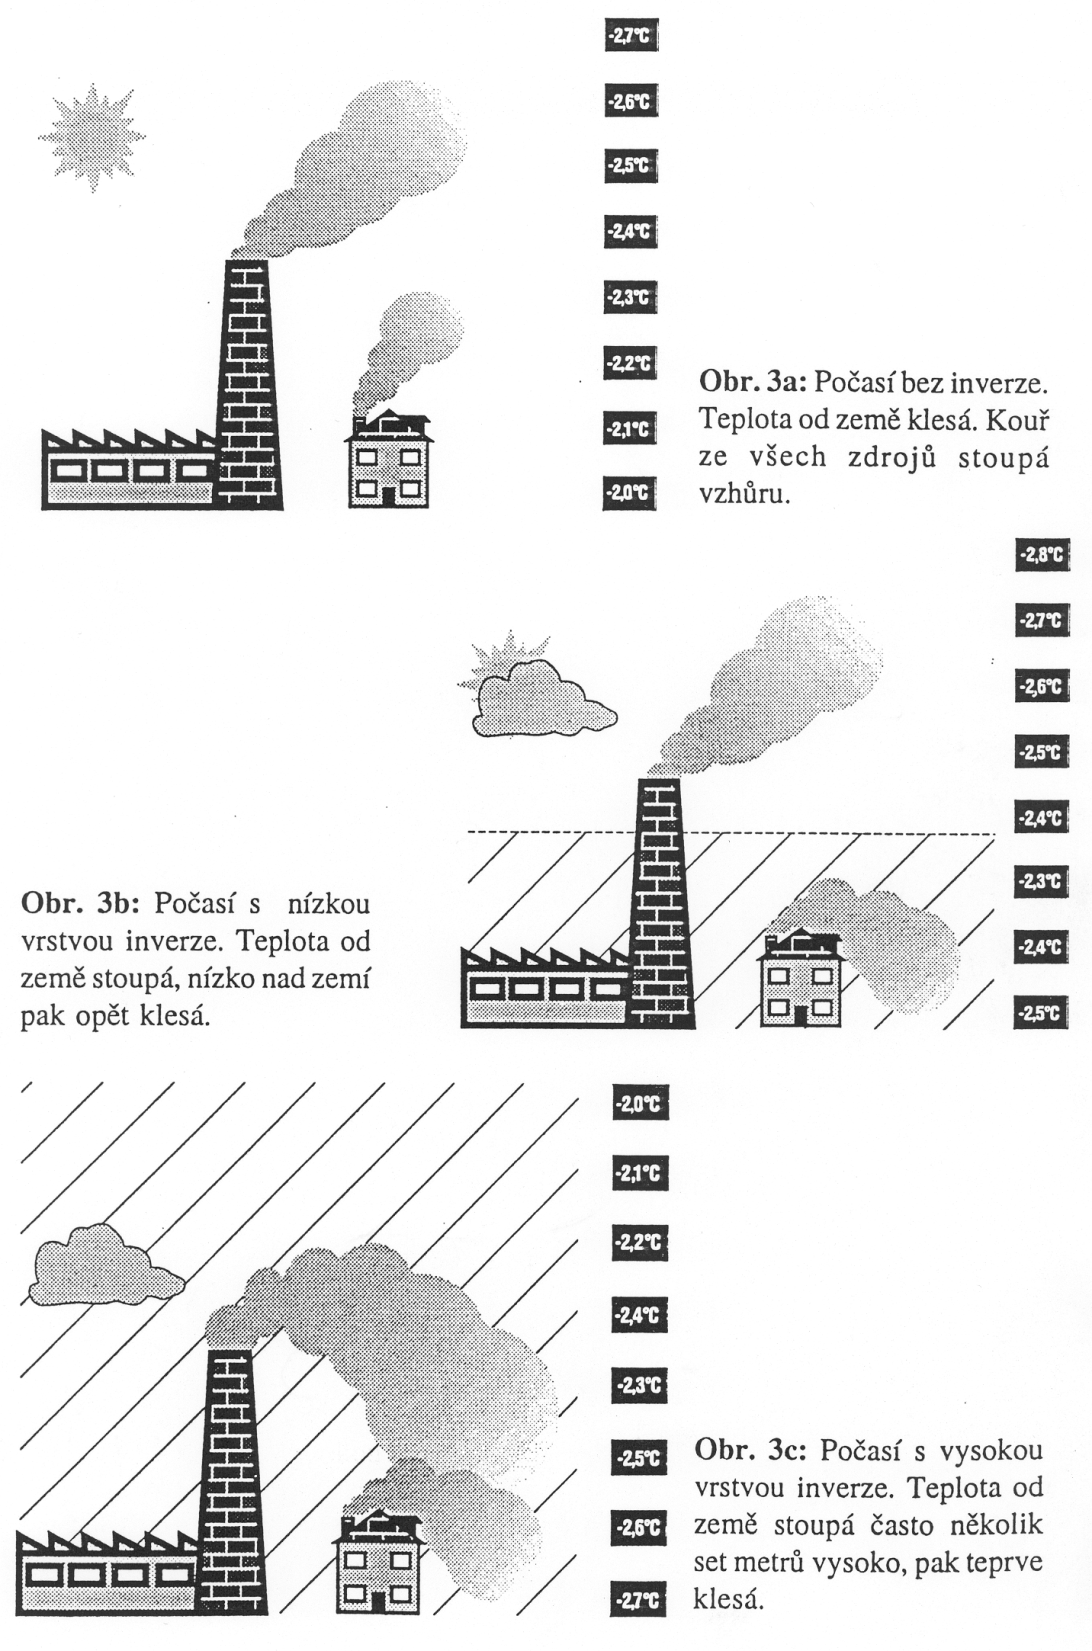 -2,7°C
-2,6°C
-2,5°C
-2,4°C
-2,3°C
-2,2°C
-2,1°C
-2,0°C
Obr. 3a: Počasí bez inverze.
Teplota od země klesá. Kouř
ze všech zdrojů stoupá
vzhůru.
-2,8°C
-2,7°C
-2,6°C
-2,5°C
-2,4°C
-2,3°C
-2,4°C
-2,5°C
Obr. 3b: Počasí s nízkou
vrstvou inverze. Teplota od
země stoupá, nízko nad zemí
pak opět klesá.
-2,0°C
-2,1°C
-2,2°C
-2,4°C
-2,3°C
-2,5°C
-2,6°C
-2,7°C
Obr. 3c: Počasí s vysokou
vrstvou inverze. Teplota od
země stoupá často několik
set metrů vysoko, pak teprve
klesá.